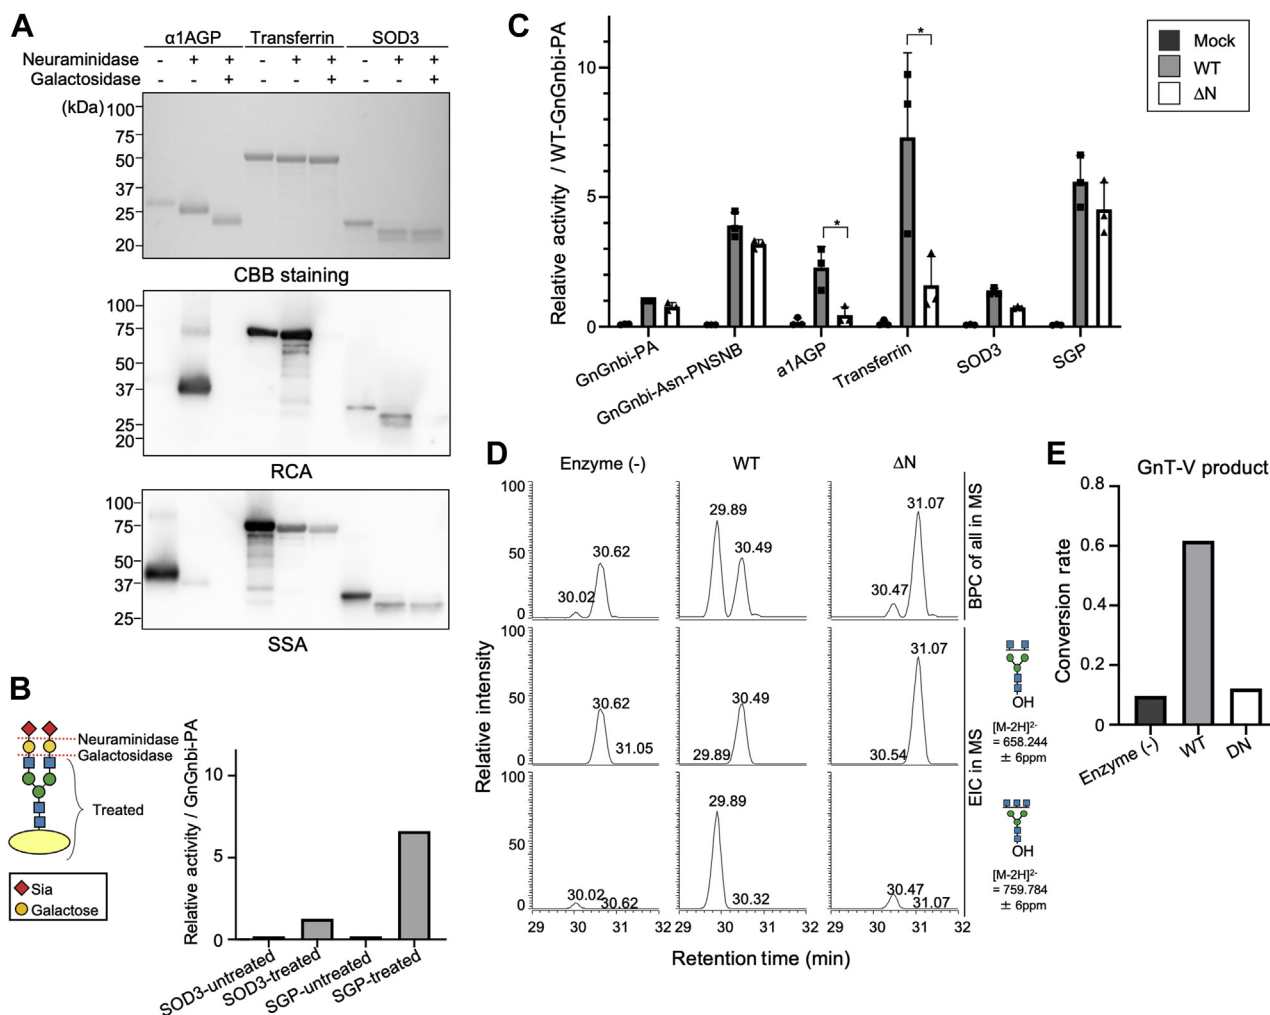 A
α1AGP Transferrin SOD3
Neuraminidase - + + - + + - + +
Galactosidase - - + - - + - - +
(kDa)
100
75
50
37
25
20
CBB staining
100
75
50
37
25
20
RCA
100
75
50
37
25
SSA
B
Neuraminidase
Galactosidase
Treated
Sia
Galactose
Relative activity / GnGnbi-PA
10
5
0
SOD3-untreated
SOD3-treated
SGP-untreated
SGP-treated
C
Relative activity / WT-GnGnbi-PA
10
5
0
*
*
GnGnbi-PA
GnGnbi-Asn-PNSNB
a1AGP
Transferrin
SOD3
SGP
Mock
WT
ΔN
D
Enzyme (-) WT ΔN
Relative intensity
100
50
0
30.02 30.62
29.89 30.49
30.47 31.07
BPC of all in MS
100
50
0
30.62 31.05
29.89 30.49
30.54 31.07
EIC in MS
100
50
0
30.02 30.62
29.89 30.32
30.47 31.07
29 30 31 32 29 30 31 32 29 30 31 32
Retention time (min)
OH
[M-2H]2-
= 658.244
± 6ppm
OH
[M-2H]2-
= 759.784
± 6ppm
E
GnT-V product
Conversion rate
0.8
0.6
0.4
0.2
0
Enzyme (-)
WT
DN